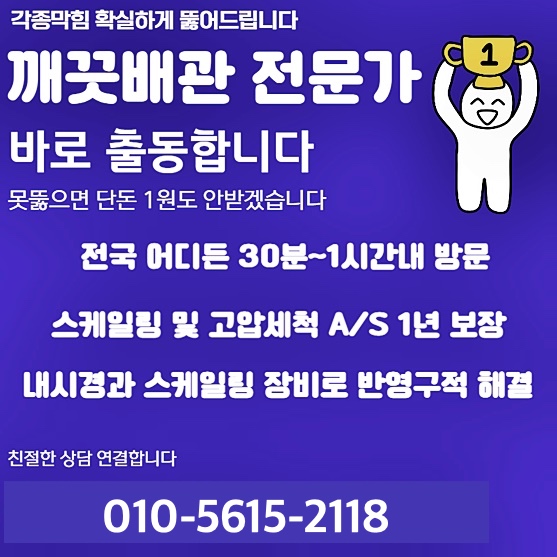 각종막힘 확실하게 뚫어드립니다
깨끗배관 전문가
1
바로 출동합니다
못뚫으면 단돈 1원도 안받겠습니다
전국 어디든 30분~1시간내 방문
스케일링 및 고압세척 A/S 1년 보장
내시경과 스케일링 장비로 반영구적 해결
친절한 상담 연결합니다
010-5615-2118